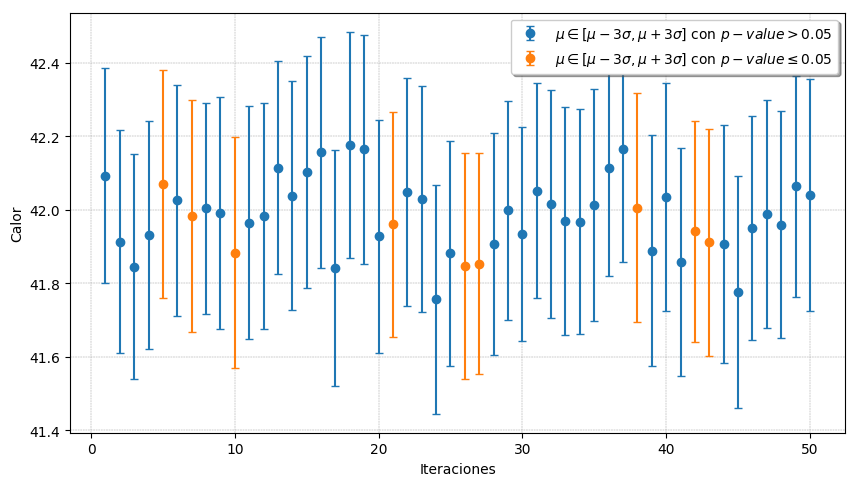 μ ∈ [μ − 3σ, μ + 3σ] con p − value > 0.05
μ ∈ [μ − 3σ, μ + 3σ] con p − value ≤ 0.05
42.4
42.2
42.0
41.8
41.6
41.4
Calor
0 10 20 30 40 50
Iteraciones